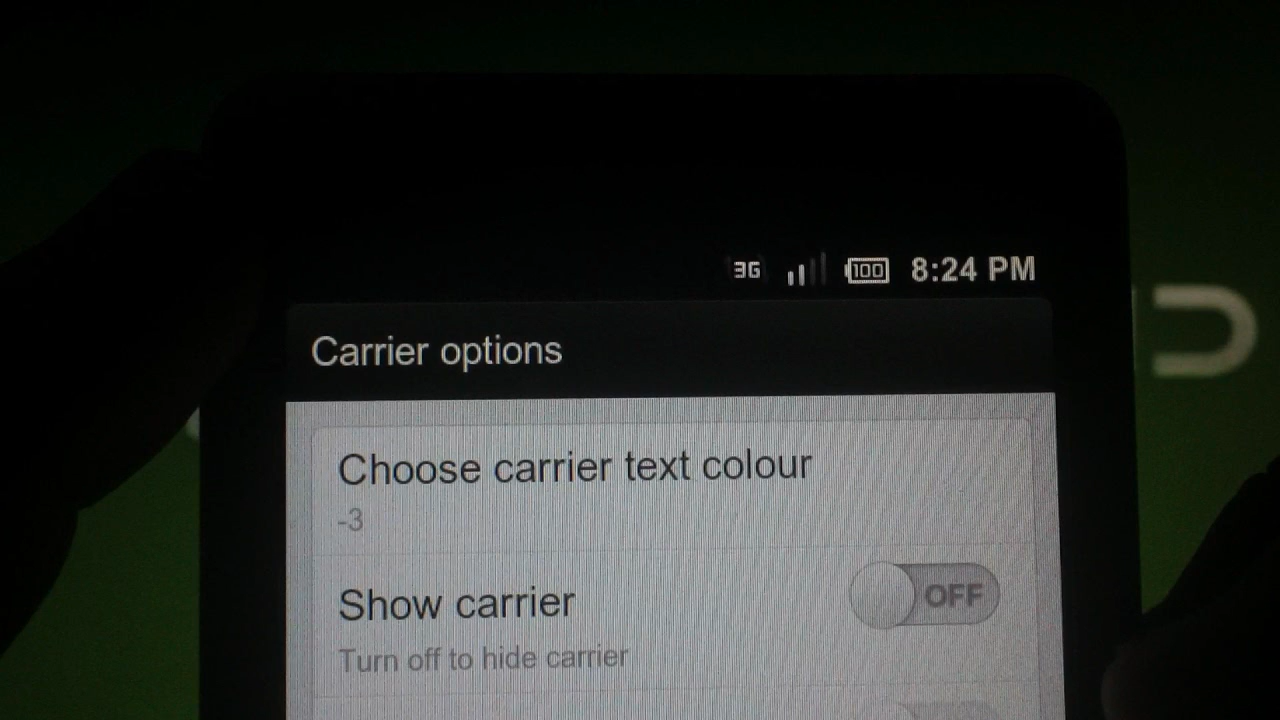 3G 100 8:24 PM
Carrier options
Choose carrier text colour
-3
Show carrier
OFF
Turn off to hide carrier